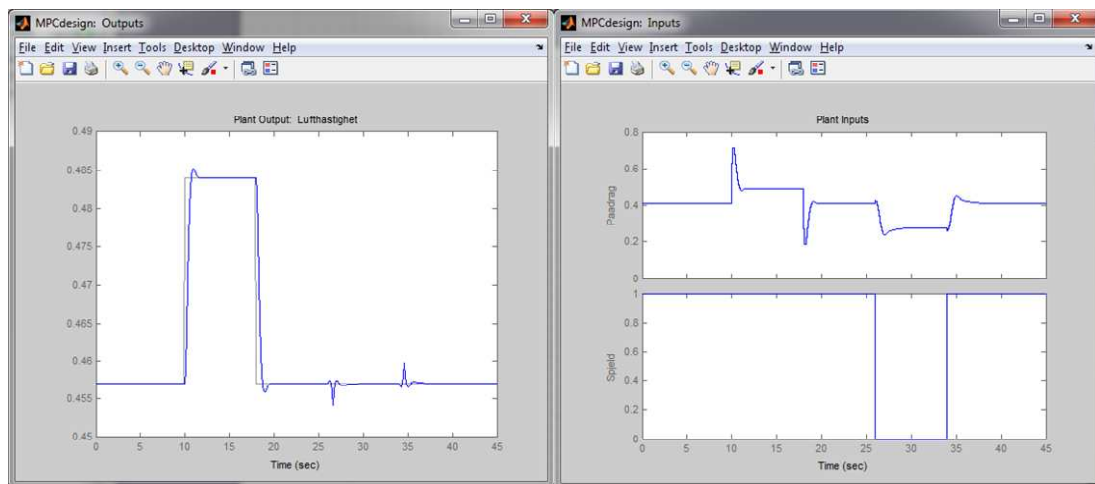 MPCdesign: Outputs
File Edit View Insert Tools Desktop Window Help
Plant Output: Lufthastighet
0.49
0.485
0.48
0.475
0.47
0.465
0.46
0.455
0.45
0 5 10 15 20 25 30 35 40 45
Time (sec)
MPCdesign: Inputs
File Edit View Insert Tools Desktop Window Help
Plant Inputs
Paadrag
0.8
0.6
0.4
0.2
0
Spjeld
1
0.8
0.6
0.4
0.2
0
0 5 10 15 20 25 30 35 40 45
Time (sec)